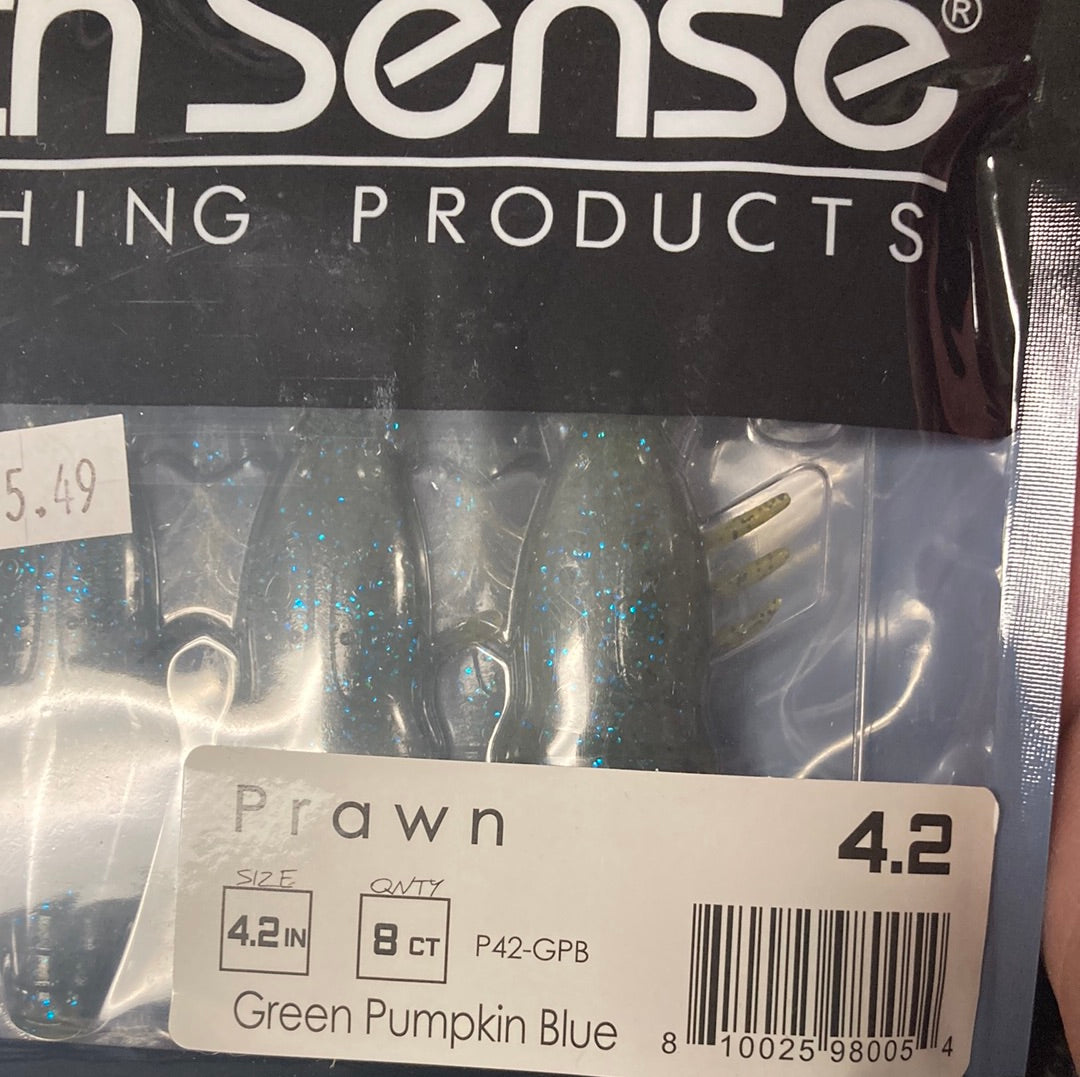 th Sense®
HING PRODUCTS
5.49
Prawn
4.2
SIZE
QNTY
4.2 IN
8 CT
P42-GPB
Green Pumpkin Blue
8 10025 98005 4